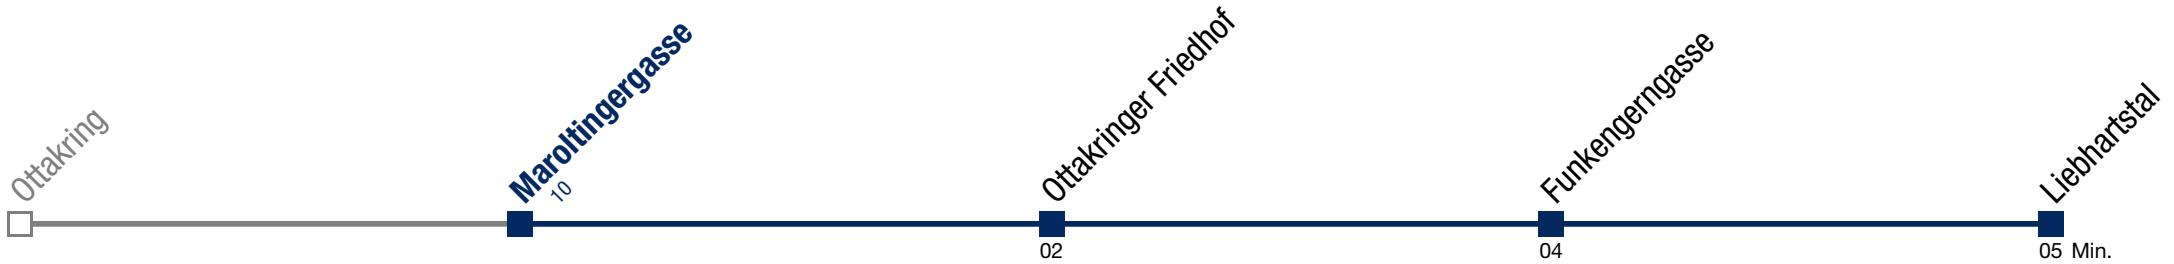 Ottakring
Maroltingergasse
10
Ottakringer Friedhof
Funkengerngasse
Liebhartstal
02
04
05 Min.